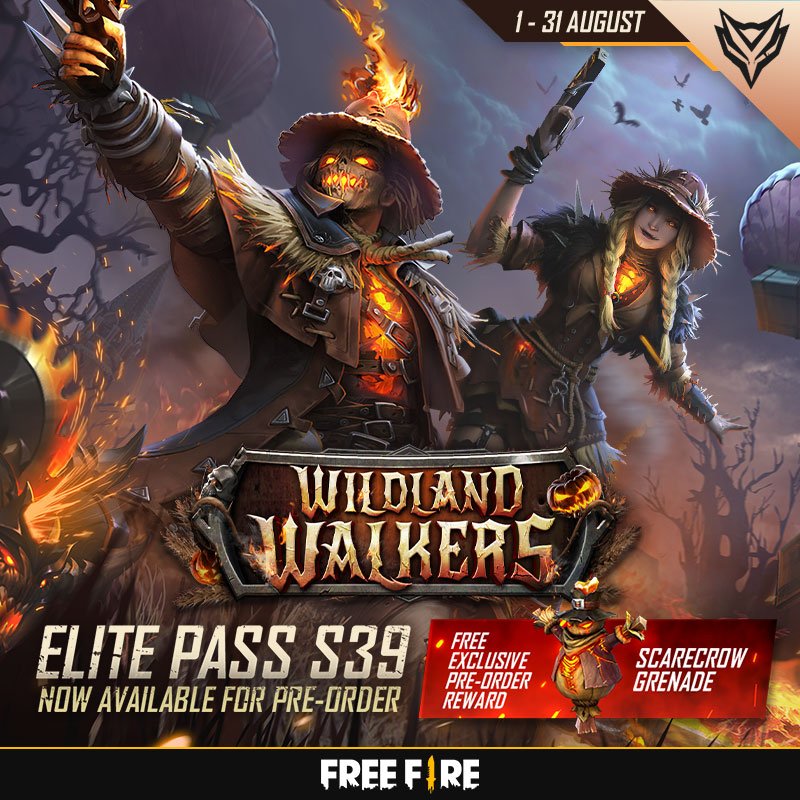 1 - 31 AUGUST
WILDLAND
WALKERS
ELITE PASS S39
NOW AVAILABLE FOR PRE-ORDER
FREE
EXCLUSIVE
PRE-ORDER
REWARD
SCARECROW
GRENADE
FREE FIRE